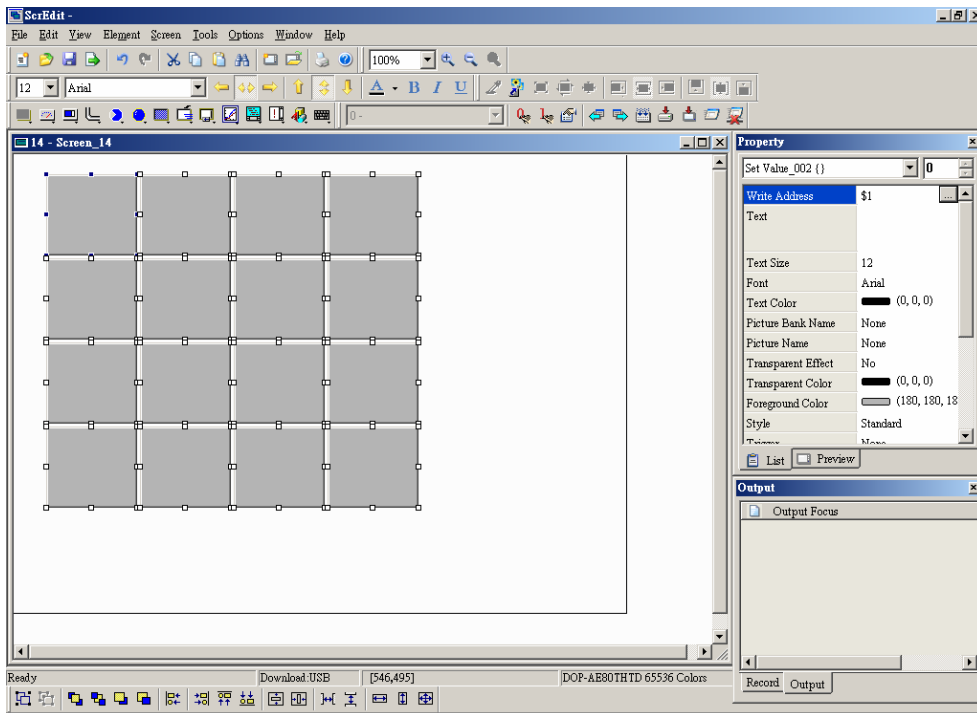 ScrEdit -
File Edit View Element Screen Tools Options Window Help
100%
12 Arial A B I U
0 -
14 - Screen_14
Property
Set Value_002 {} 0
Write Address $1 ...
Text
Text Size 12
Font Arial
Text Color (0, 0, 0)
Picture Bank Name None
Picture Name None
Transparent Effect No
Transparent Color (0, 0, 0)
Foreground Color (180, 180, 18
Style Standard
Trigger None
List Preview
Output
Output Focus
Record Output
Ready Download:USB [546,495] DOP-AE80THTD 65536 Colors